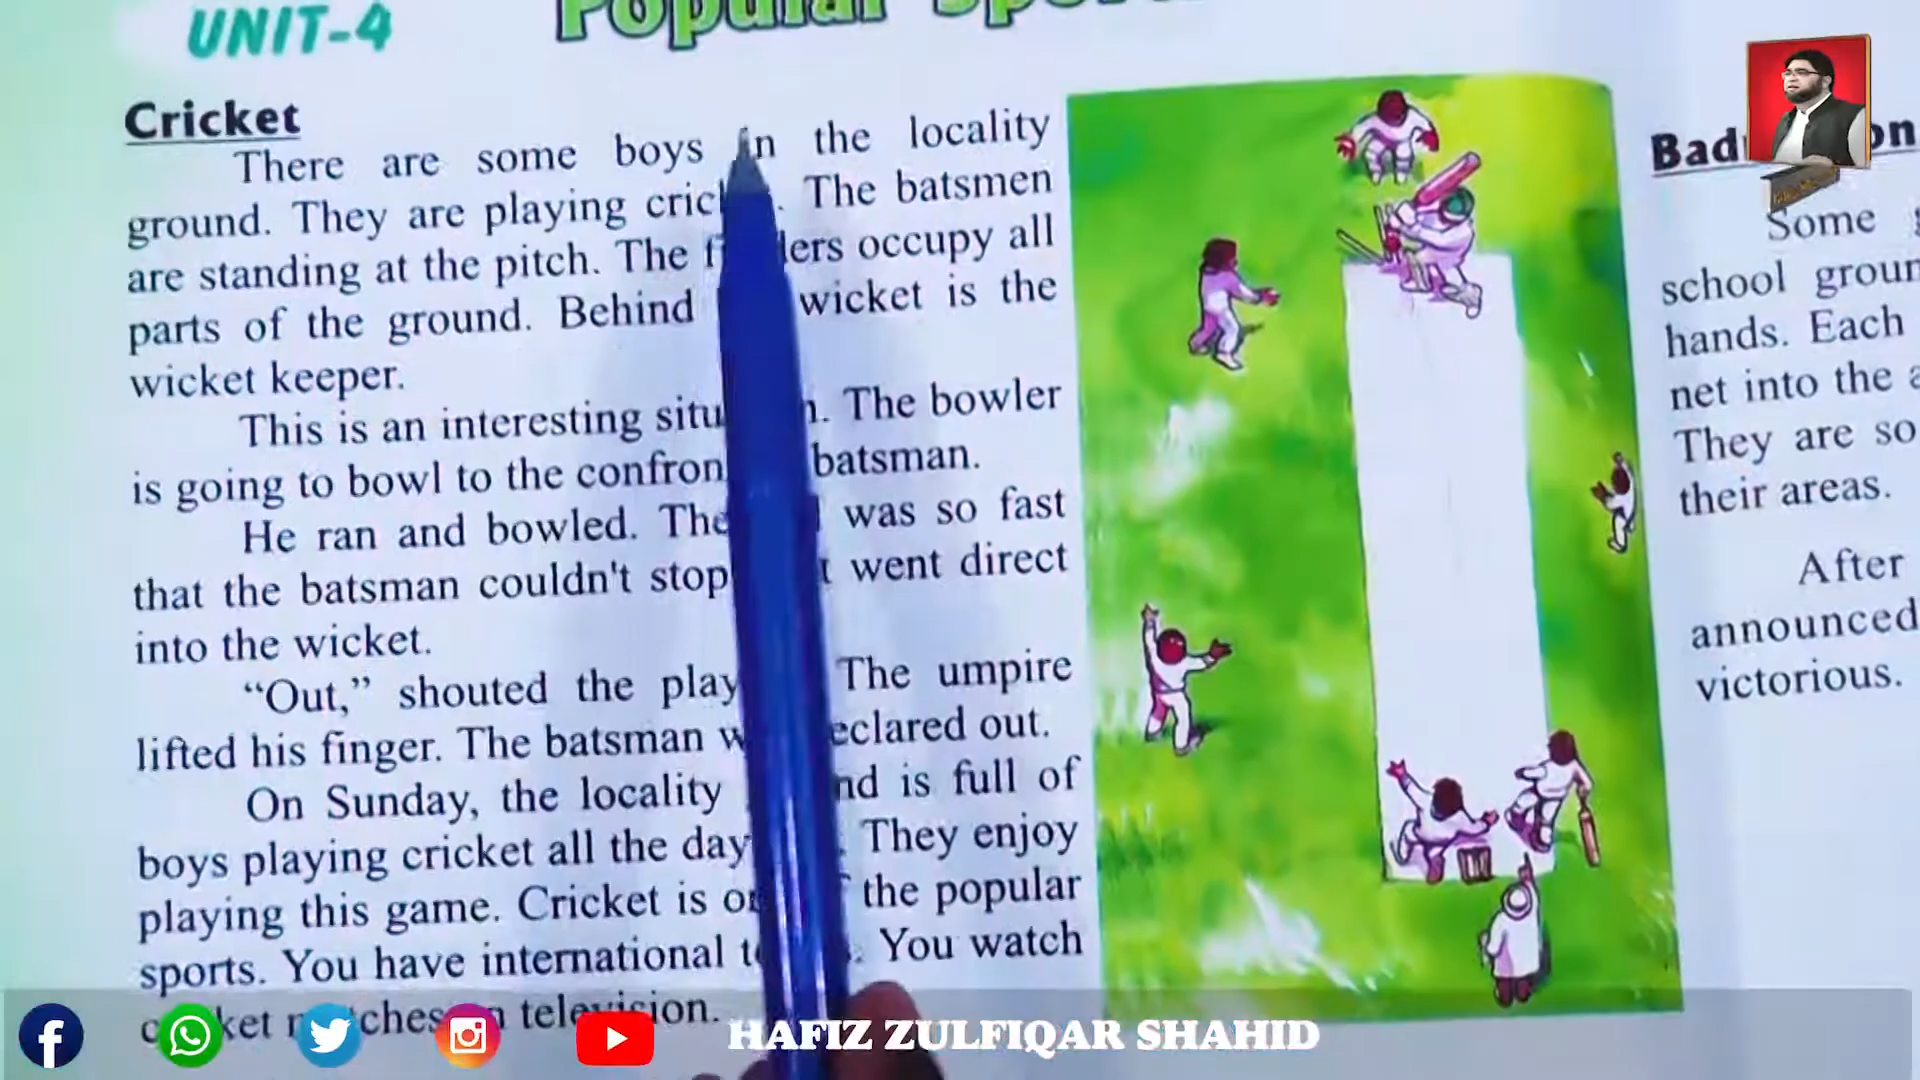 UNIT-4
Popular
Cricket
There are some boys in the locality
ground. They are playing The batsmen
are standing at the pitch. The occupy all
parts of the ground. Behind wicket is the
wicket keeper.
This is an interesting The bowler
is going to bowl to the batsman.
He ran and bowled. was so fast
that the batsman couldn't stop went direct
into the wicket.
“Out,” shouted the The umpire
lifted his finger. The batsman out.
On Sunday, the locality is full of
boys playing cricket all the day They enjoy
playing this game. Cricket is the popular
sports. You have international You watch
television.
Some
school
hands. Each
net into the
They are so
their areas.
After
announced
victorious.
HAFIZ ZULFIQAR SHAHID